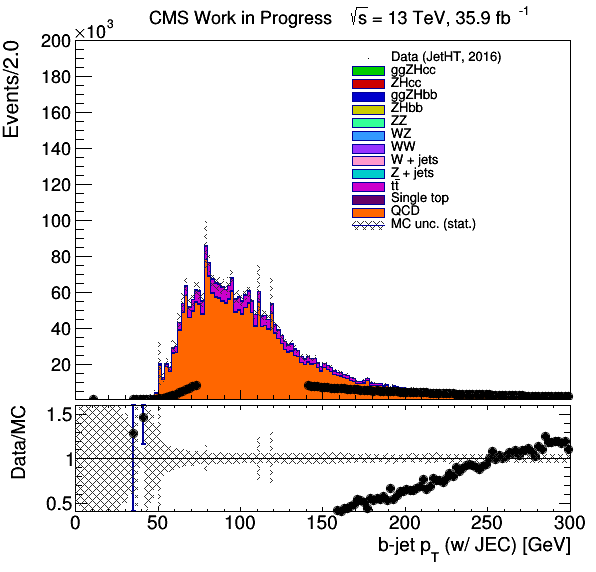 CMS Work in Progress √s = 13 TeV, 35.9 fb⁻¹
×10³
Events/2.0
200
180
160
140
120
100
80
60
40
20
Data (JetHT, 2016)
ggZHcc
ZHcc
ggZHbb
ZHbb
ZZ
WZ
WW
W + jets
Z + jets
tt̄
Single top
QCD
MC unc. (stat.)
Data/MC
1.5
1
0.5
0 50 100 150 200 250 300
b-jet p_T (w/ JEC) [GeV]